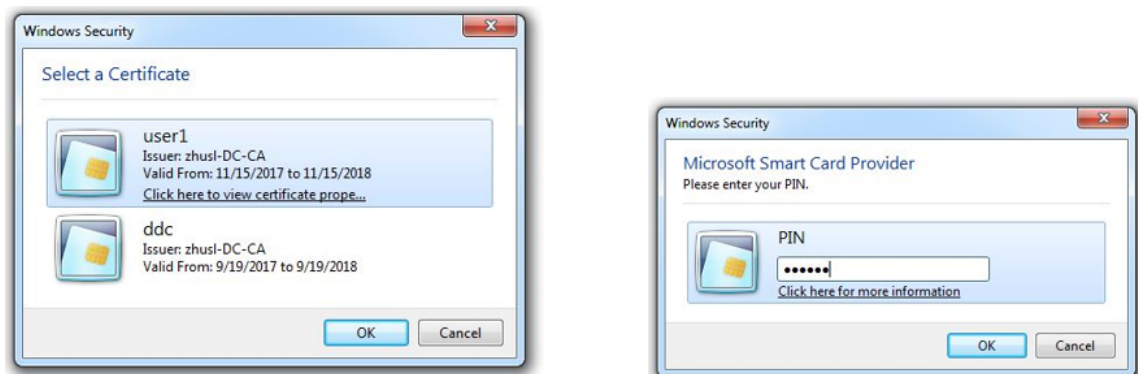 Windows Security
Select a Certificate
user1
Issuer: zhusl-DC-CA
Valid From: 11/15/2017 to 11/15/2018
Click here to view certificate prope...
ddc
Issuer: zhusl-DC-CA
Valid From: 9/19/2017 to 9/19/2018
OK
Cancel
Windows Security
Microsoft Smart Card Provider
Please enter your PIN.
PIN
••••••
Click here for more information
OK
Cancel